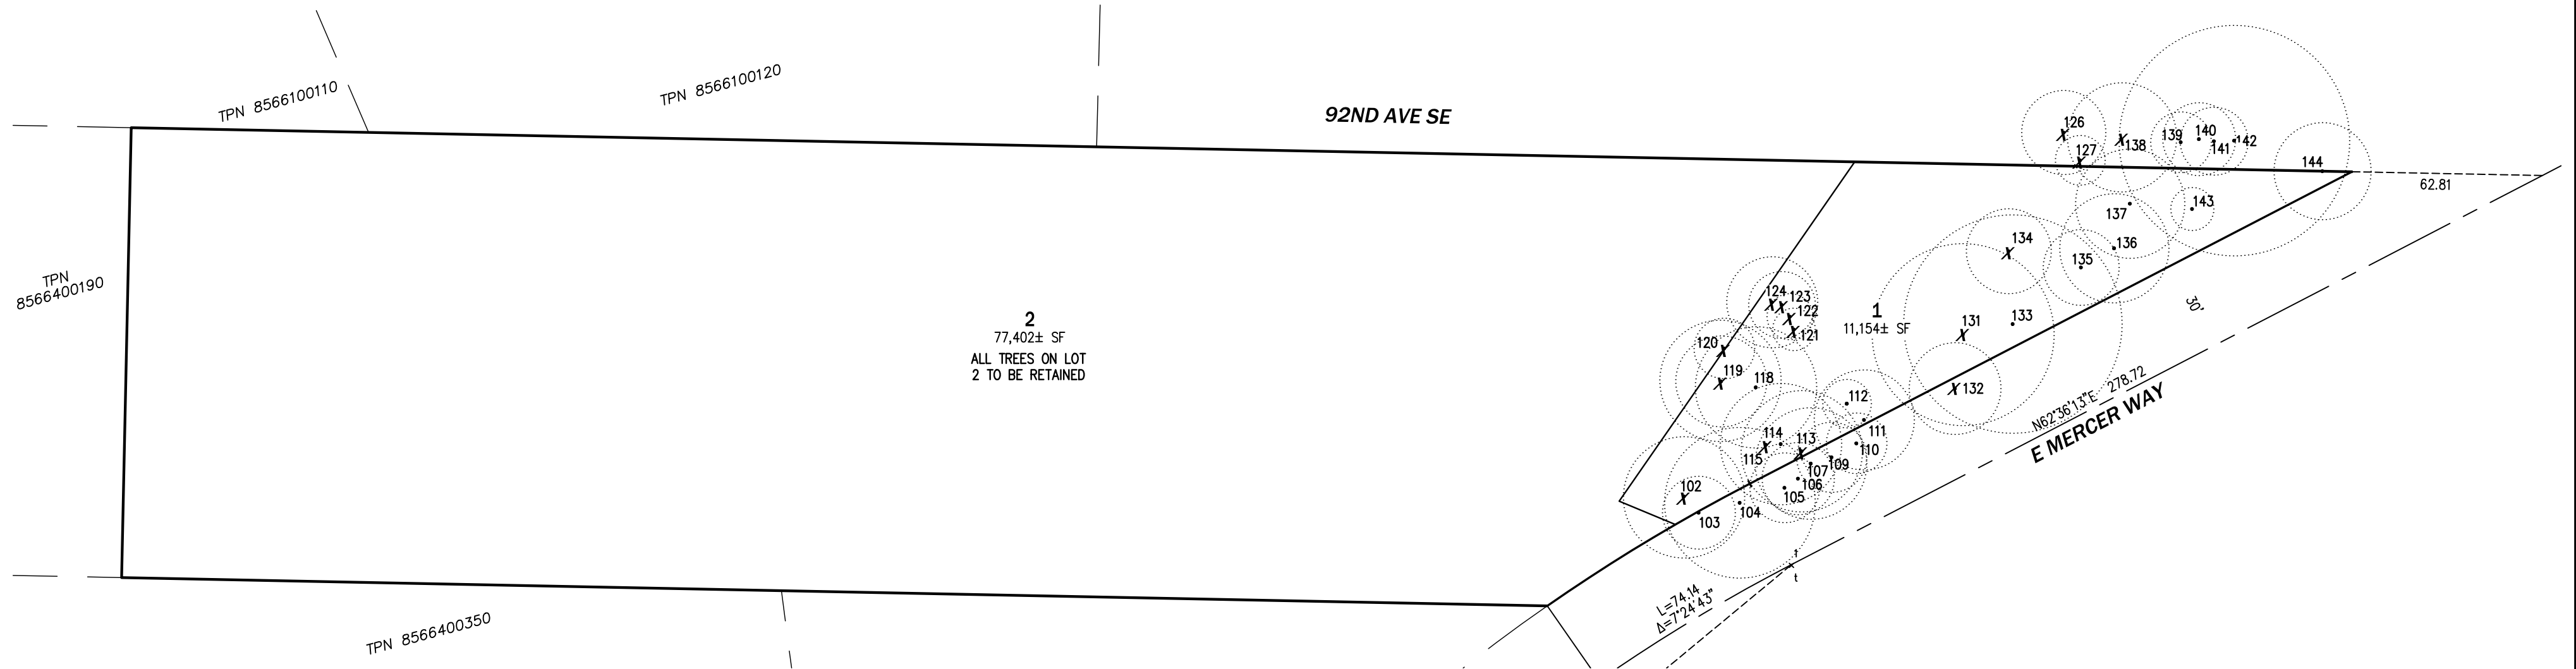 TPN 8566100110
TPN 8566100120
92ND AVE SE
126
127
138
139
140
141
142
144
62.81
143
137
136
135
134
30'
TPN
8566400190
2
77,402± SF
ALL TREES ON LOT
2 TO BE RETAINED
1
11,154± SF
124
123
122
121
120
119
118
131
133
132
112
111
110
109
107
106
105
113
114
115
102
103
104
N62°36'13"E 278.72
E MERCER WAY
L=74.14
Δ=7°24'43"
t
t
TPN 8566400350